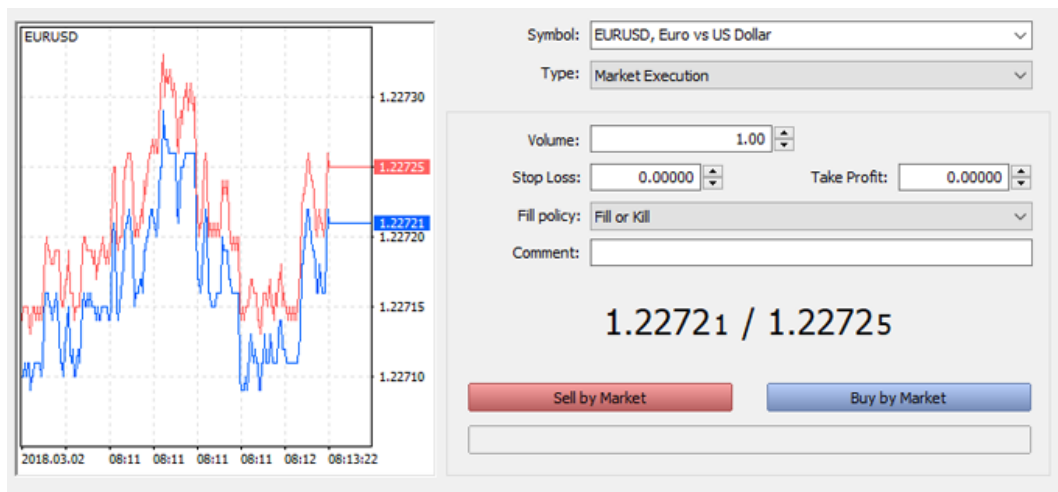 EURUSD
1.22730
1.22725
1.22721
1.22720
1.22715
1.22710
2018.03.02 08:11 08:11 08:11 08:11 08:12 08:13:22
Symbol: EURUSD, Euro vs US Dollar
Type: Market Execution
Volume: 1.00
Stop Loss: 0.00000 Take Profit: 0.00000
Fill policy: Fill or Kill
Comment:
1.22721 / 1.22725
Sell by Market Buy by Market